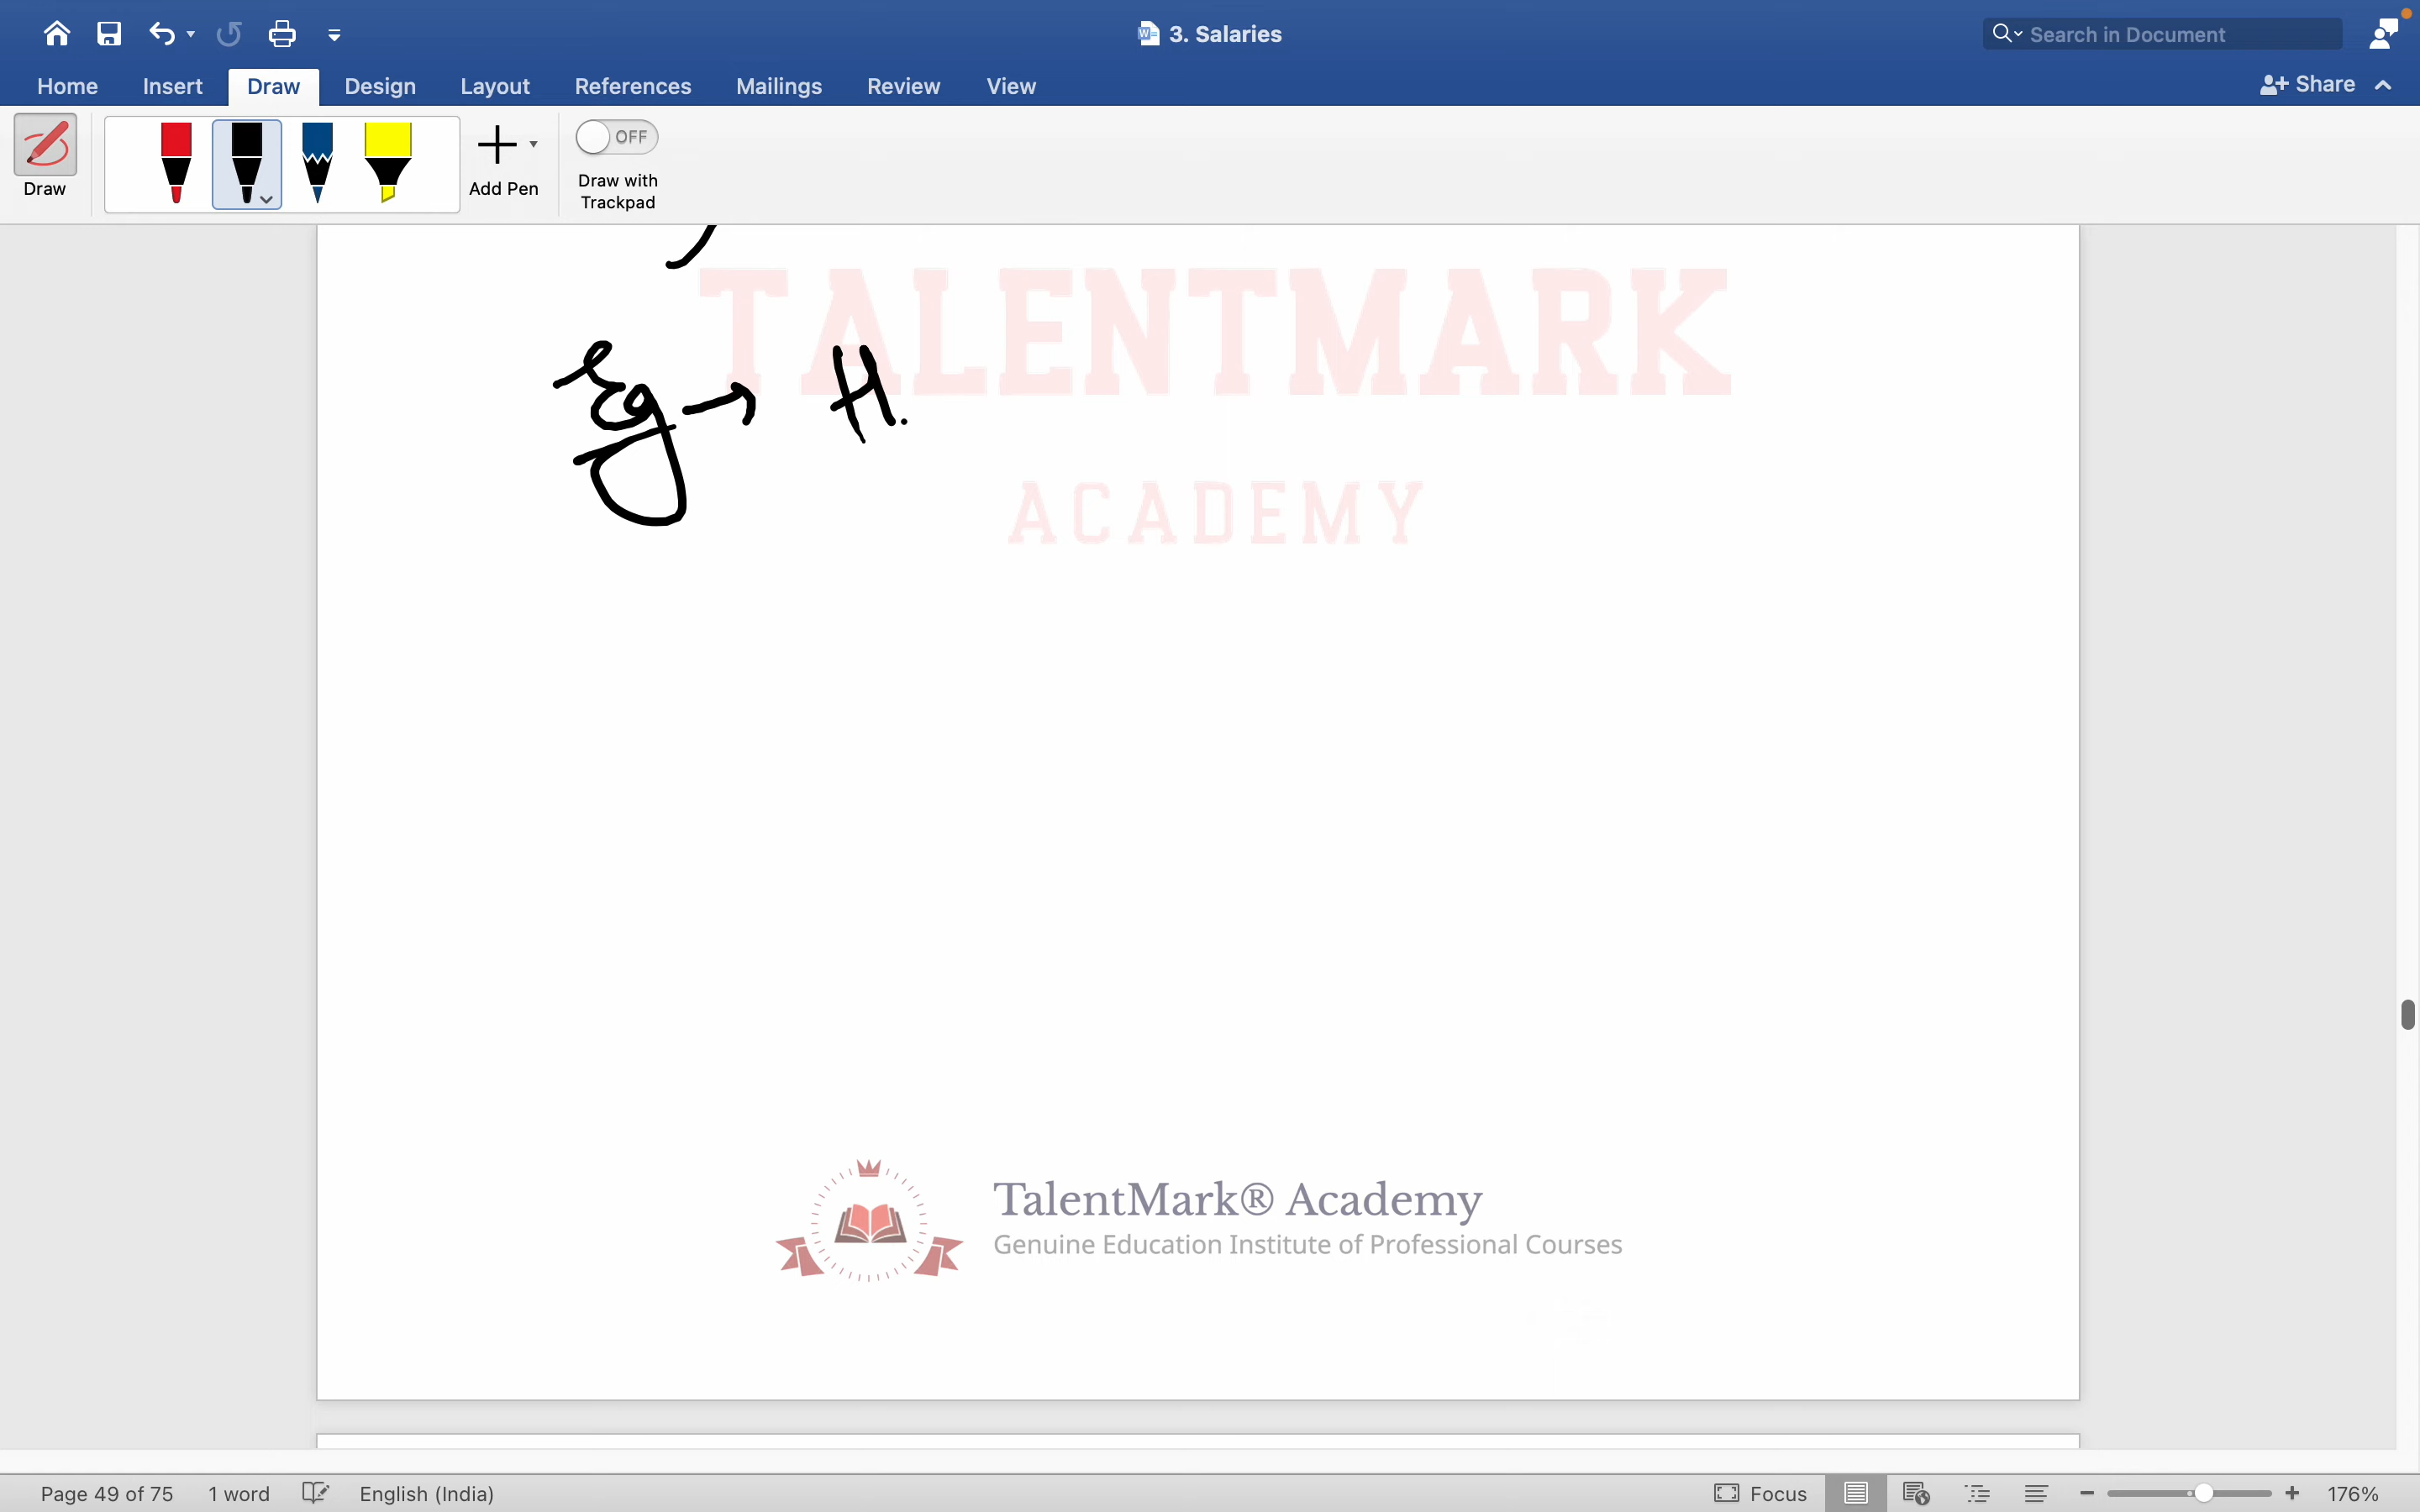 3. Salaries
Search in Document
Home Insert Draw Design Layout References Mailings Review View
Share
Draw
Add Pen
OFF
Draw with
Trackpad
TALENTMARK
Eg → H.
ACADEMY
TalentMark® Academy
Genuine Education Institute of Professional Courses
Page 49 of 75 1 word English (India) Focus 176%